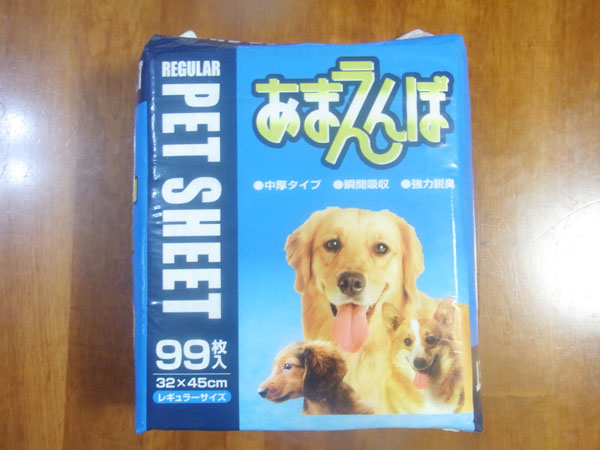 REGULAR
PET SHEET
あまえんぼ
●中厚タイプ ●瞬間吸収 ●強力脱臭
99枚入
32×45cm
レギュラーサイズ